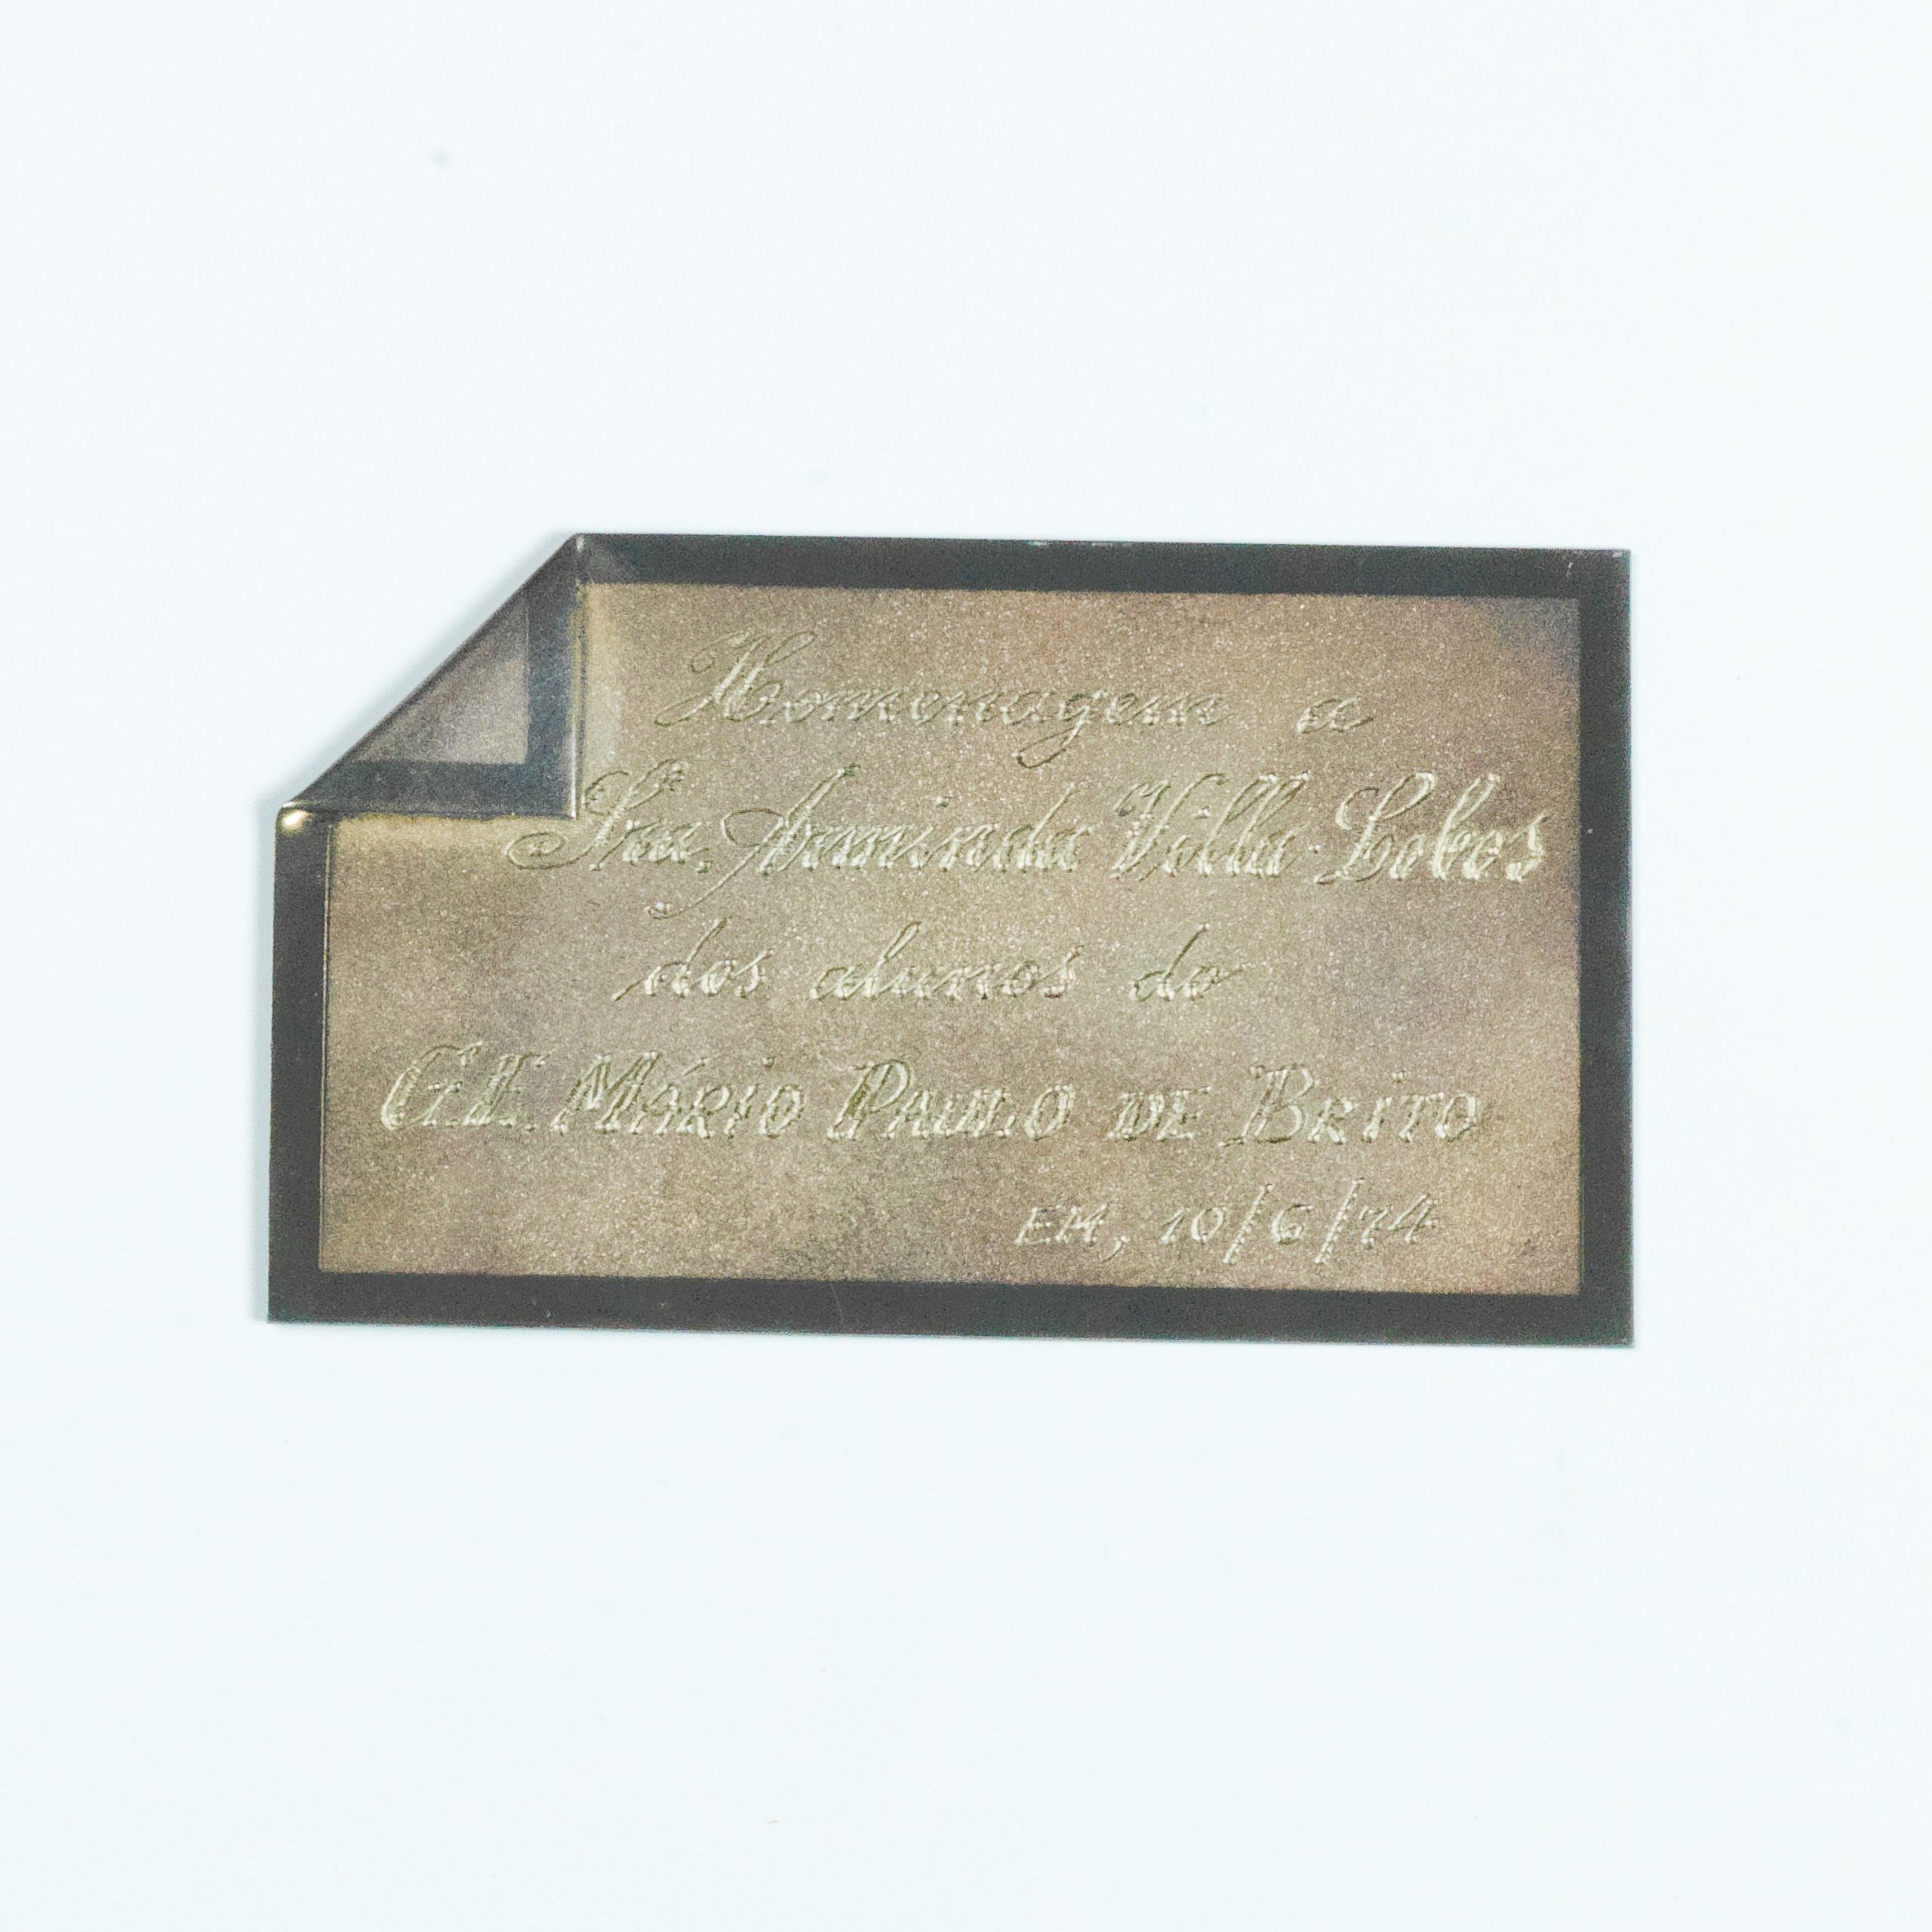 Homenagem a
Sra. Arminda Villa-Lobos
dos alunos do
G.E. MÁRIO PAULO DE BRITO
EM, 10/6/74